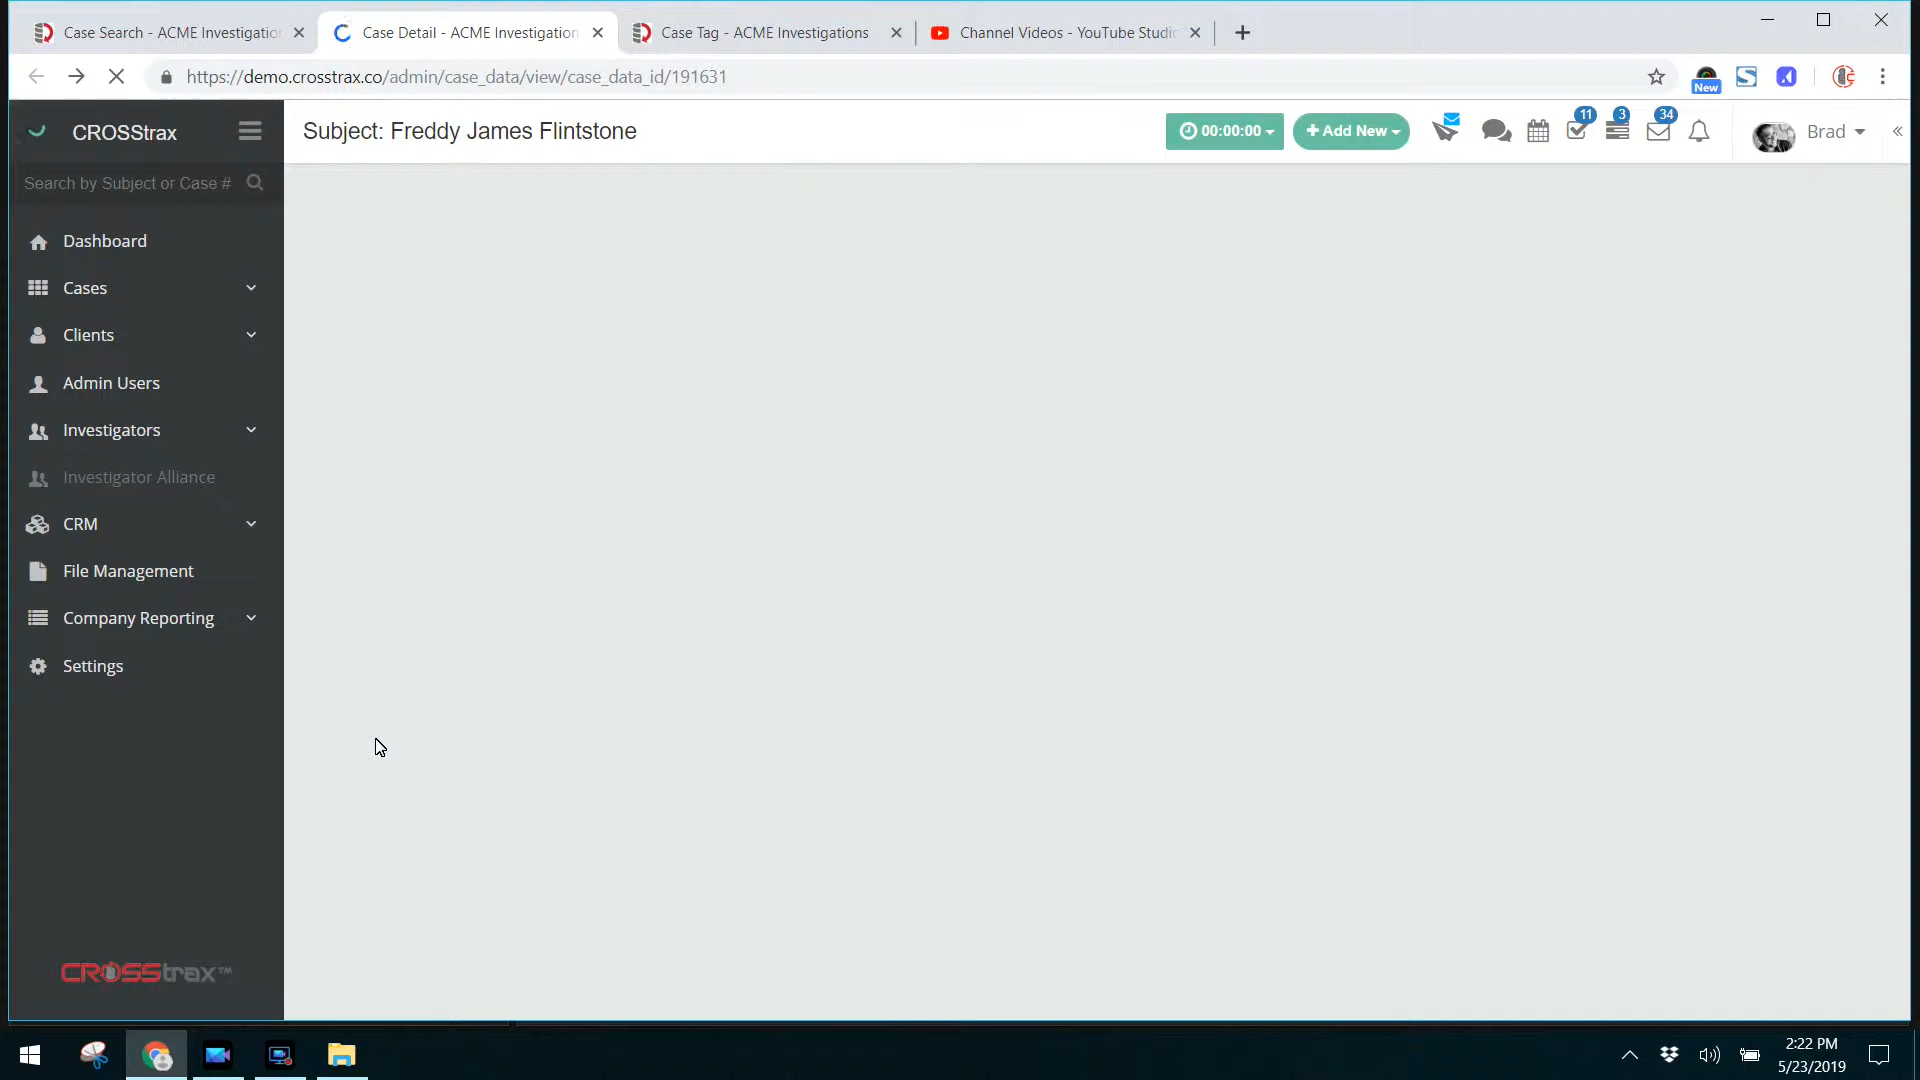 Case Search - ACME Investigatio
Case Detail - ACME Investigation
Case Tag - ACME Investigations
Channel Videos - YouTube Studi
https://demo.crosstrax.co/admin/case_data/view/case_data_id/191631
New
CROSStrax
Subject: Freddy James Flintstone
00:00:00
+ Add New
11
3
34
Brad
Search by Subject or Case #
Dashboard
Cases
Clients
Admin Users
Investigators
Investigator Alliance
CRM
File Management
Company Reporting
Settings
CROSStrax™
2:22 PM
5/23/2019